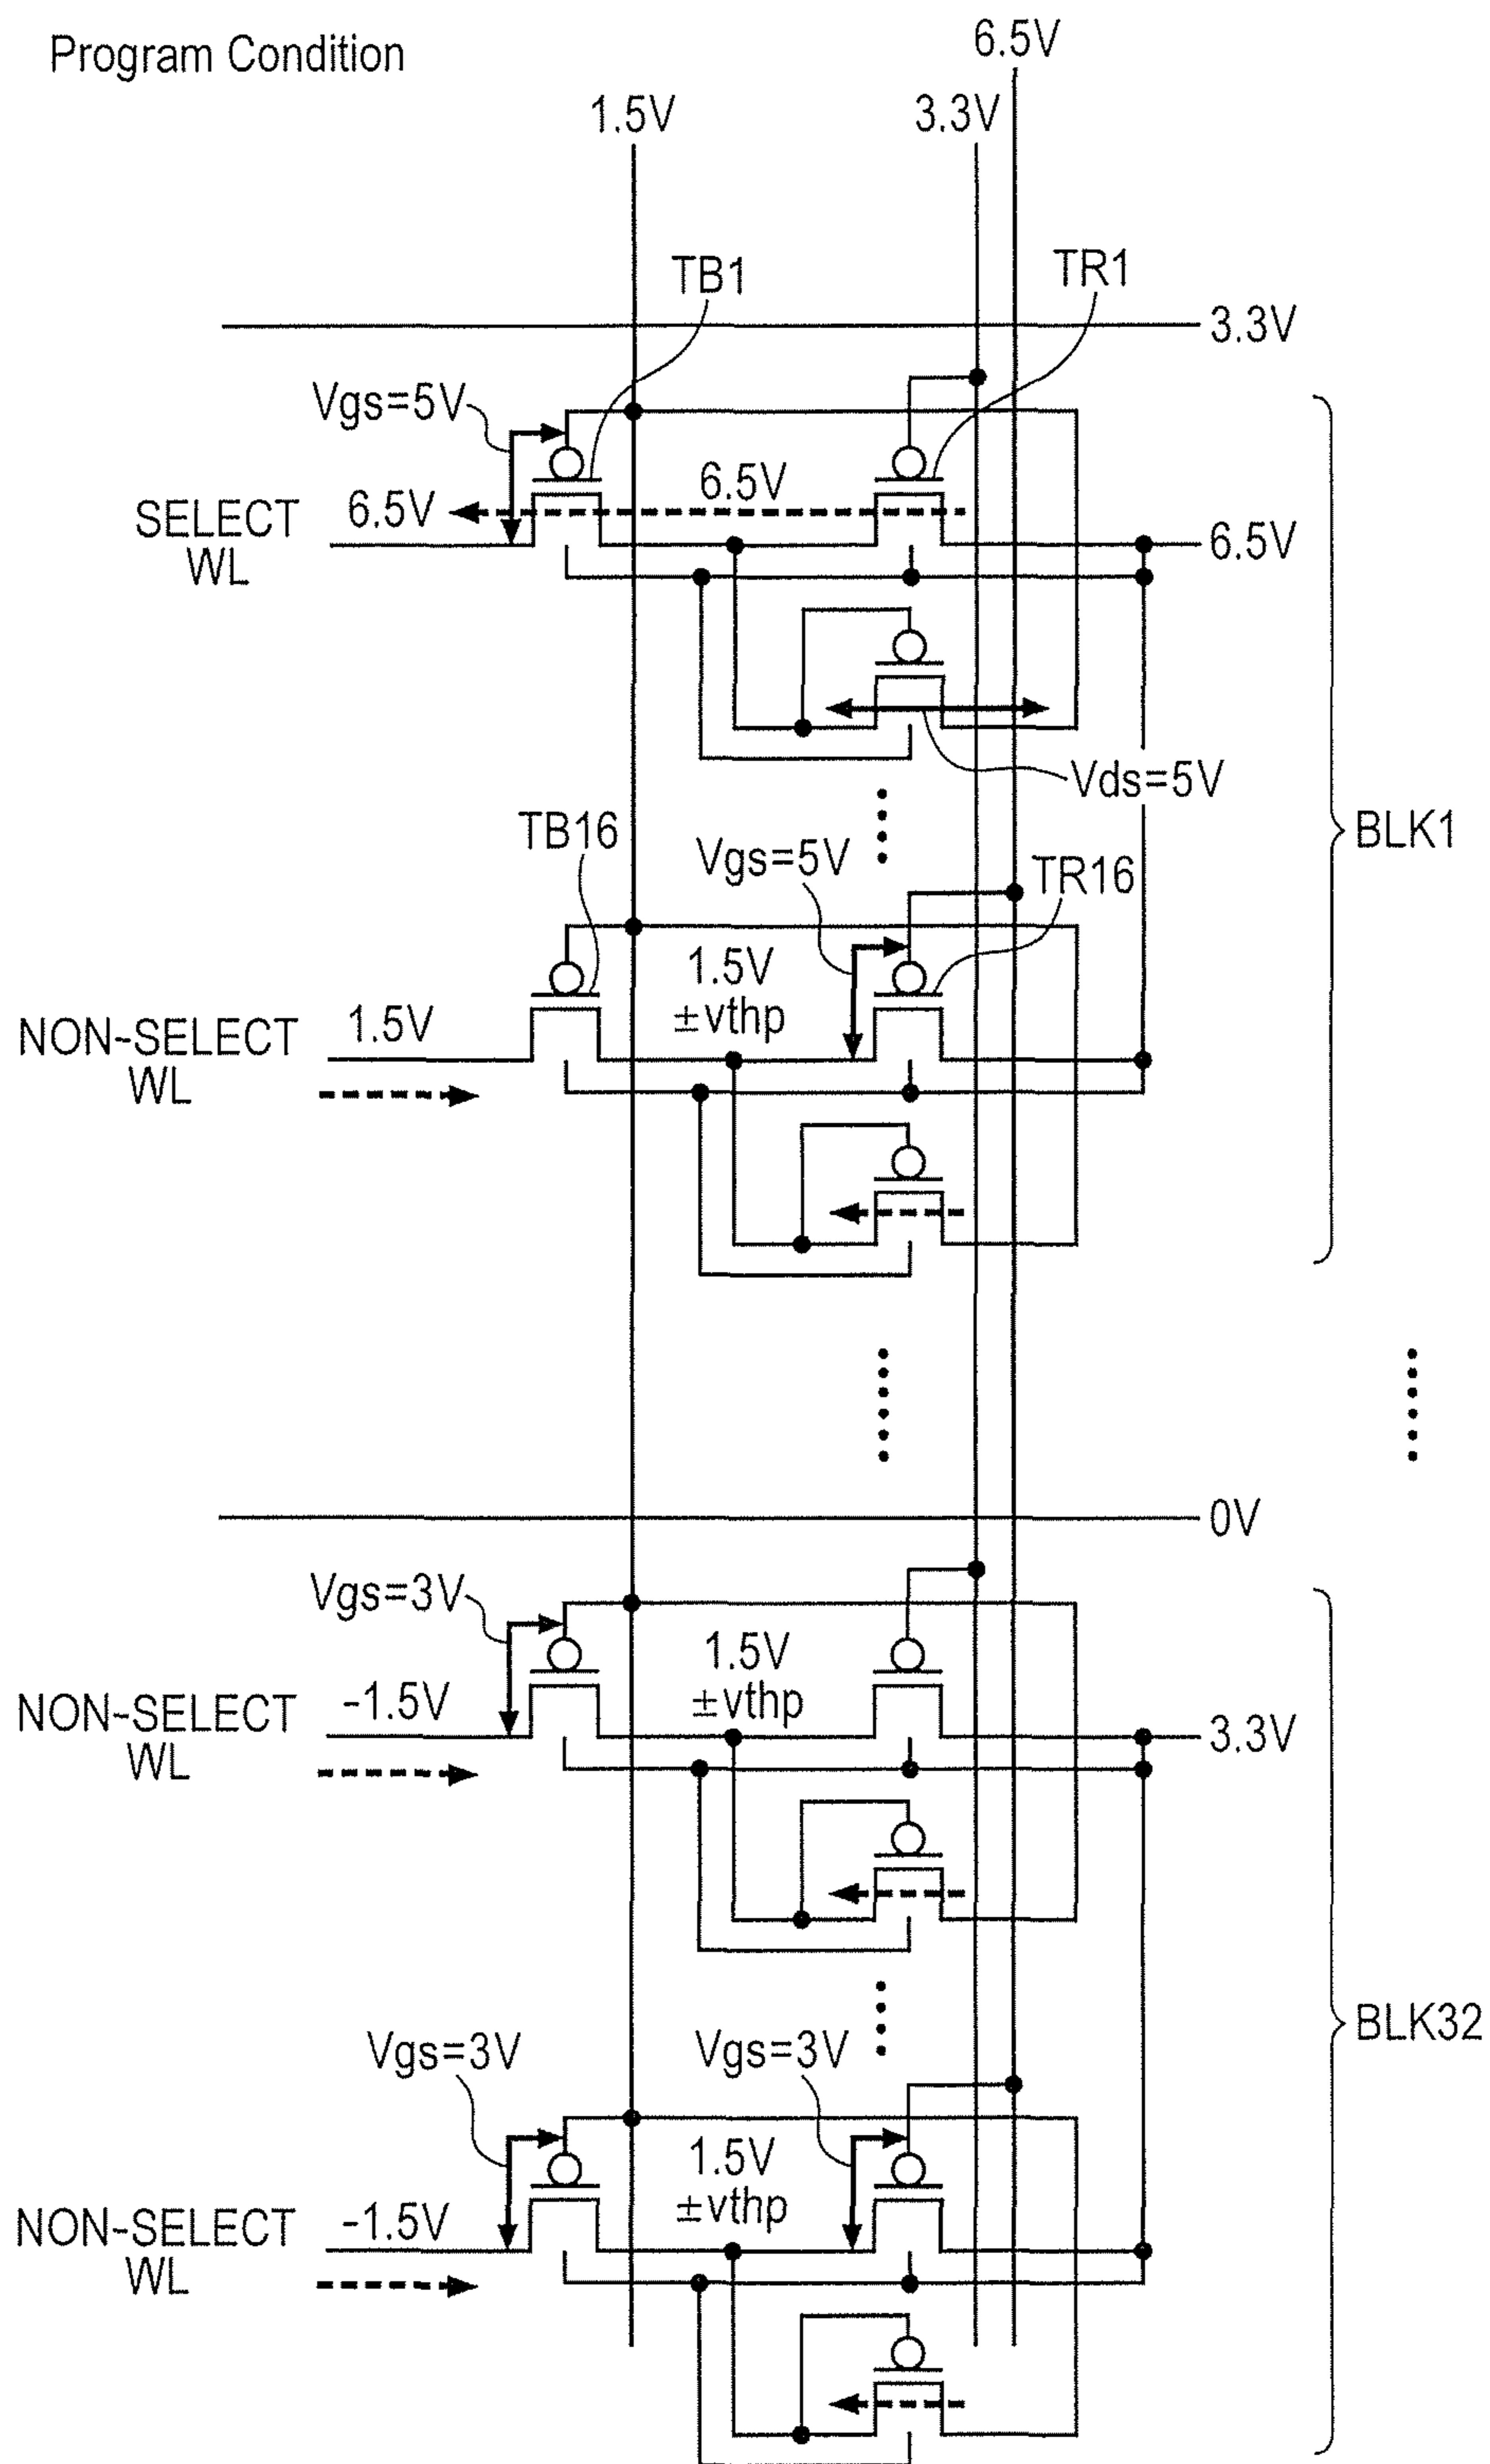 Program Condition
6.5V
1.5V
3.3V
TB1
TR1
3.3V
Vgs=5V
SELECT
WL
6.5V
6.5V
6.5V
Vds=5V
BLK1
TB16
Vgs=5V
TR16
NON-SELECT
WL
1.5V
1.5V
±vthp
0V
Vgs=3V
NON-SELECT
WL
-1.5V
1.5V
±vthp
3.3V
BLK32
Vgs=3V
Vgs=3V
NON-SELECT
WL
-1.5V
1.5V
±vthp